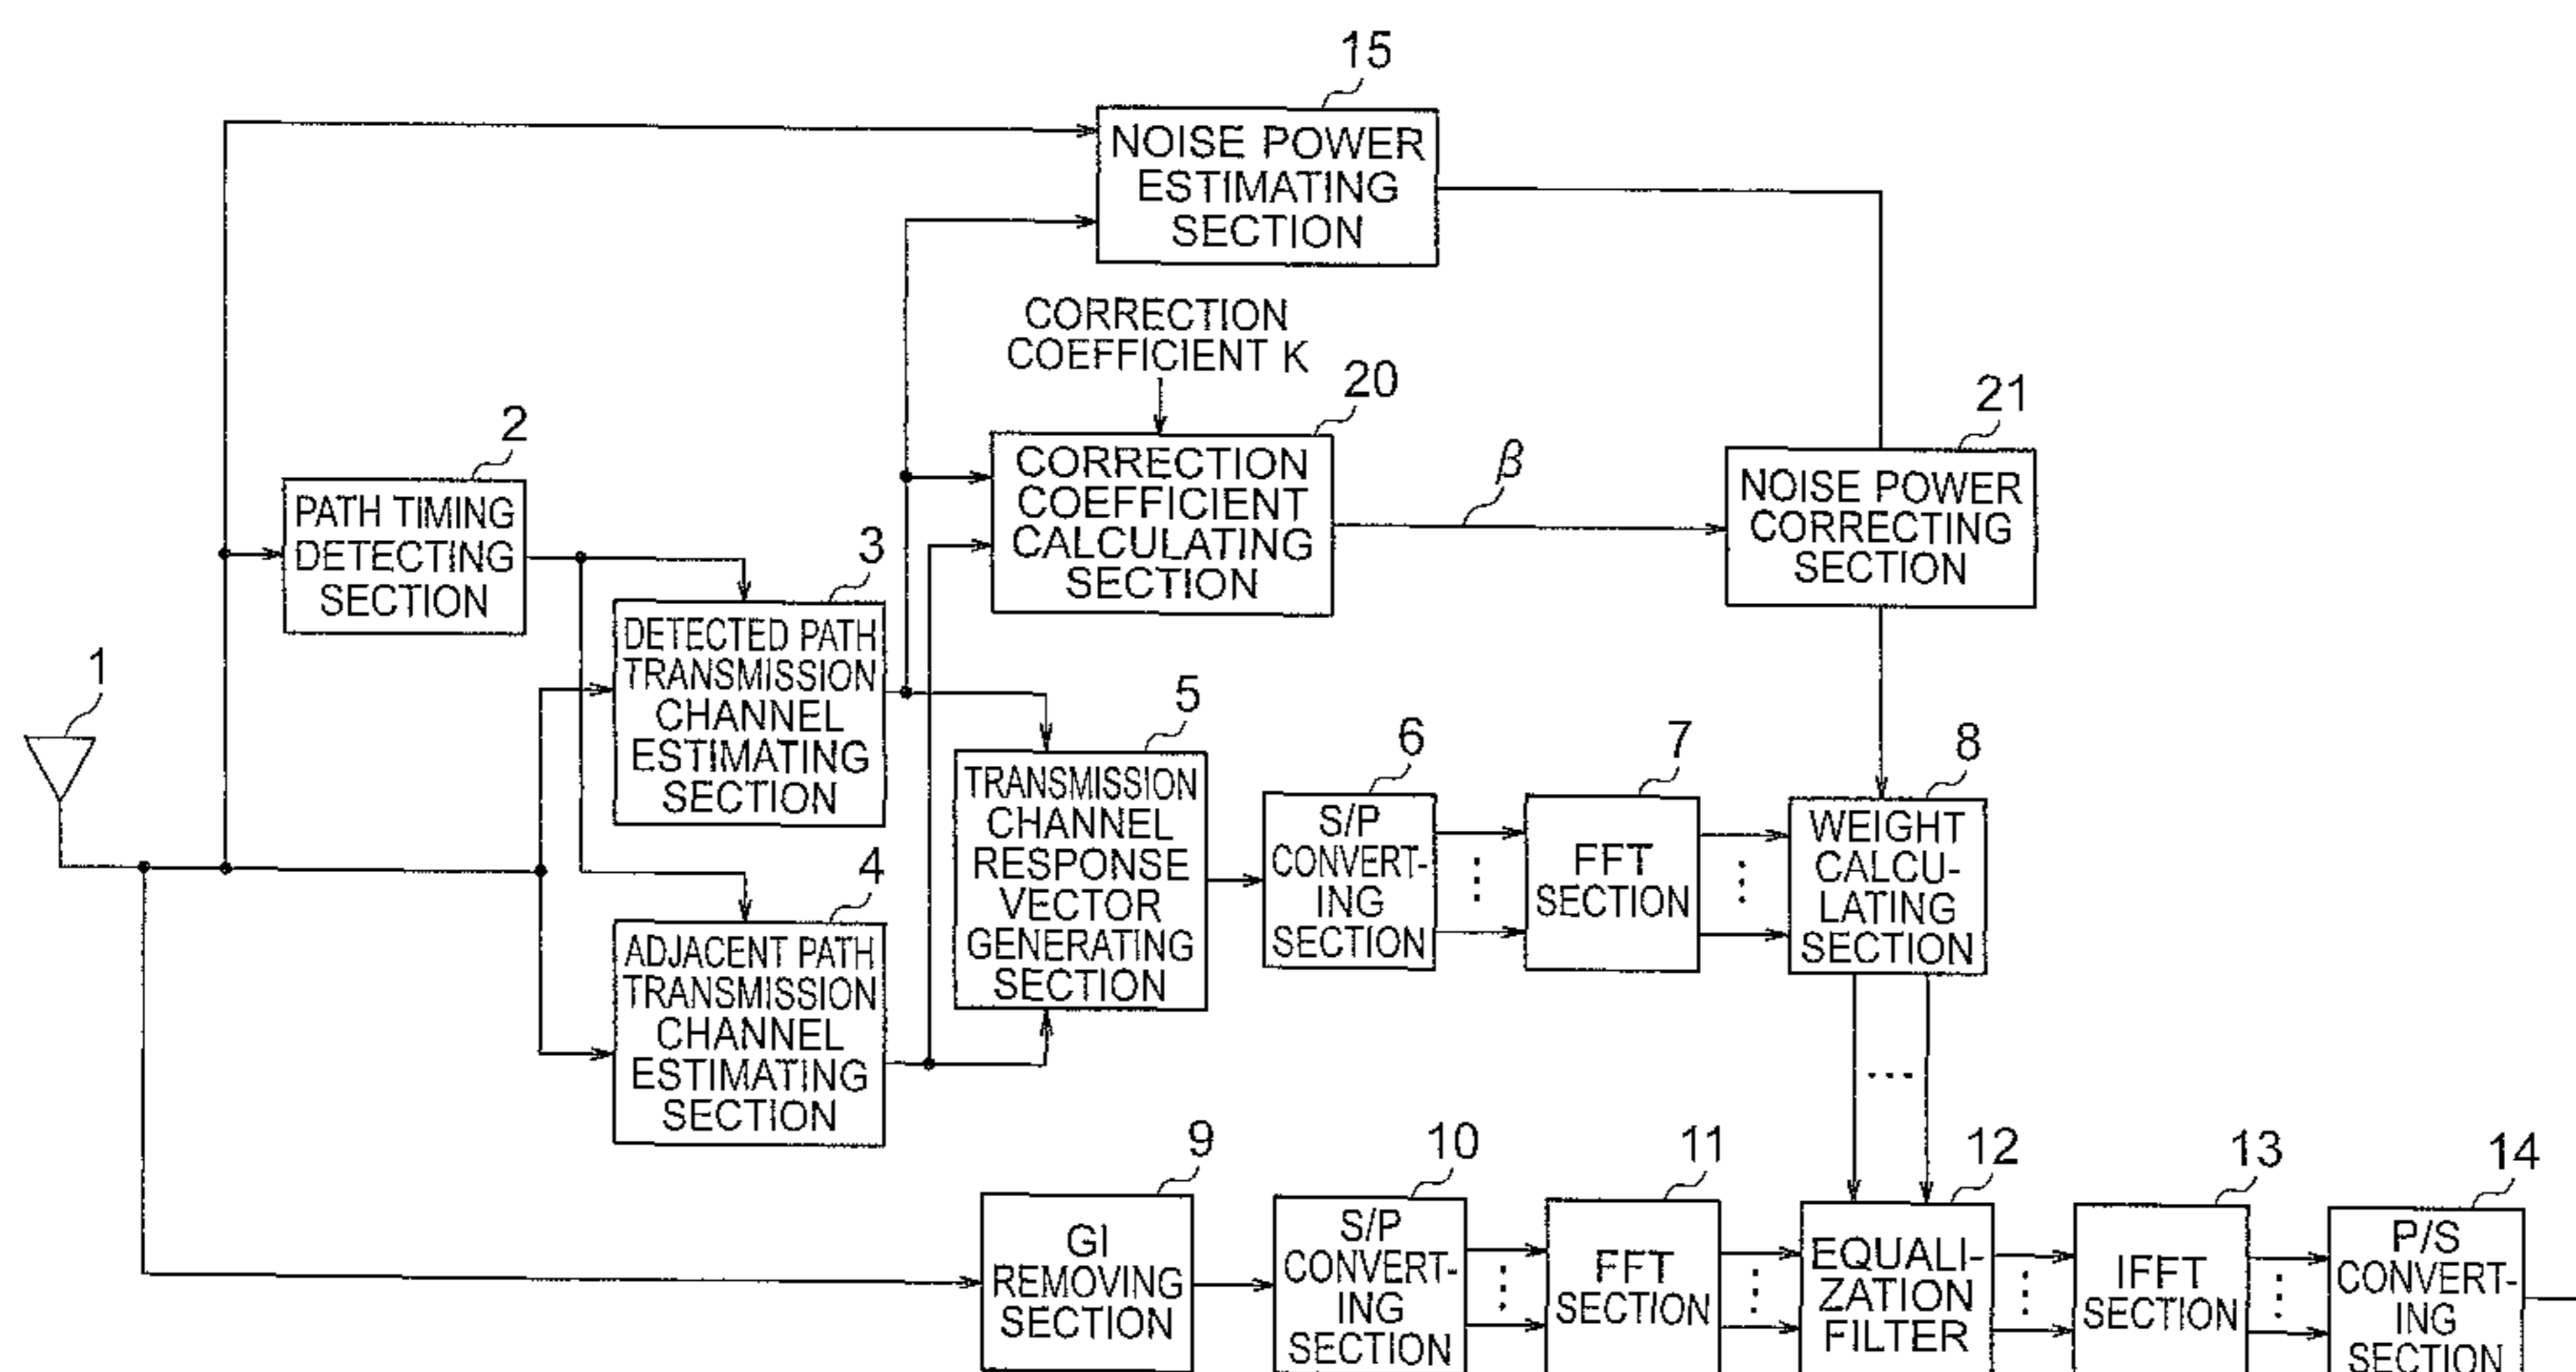 15
NOISE POWER
ESTIMATING
SECTION
CORRECTION
COEFFICIENT K
20
CORRECTION
COEFFICIENT
CALCULATING
SECTION
β
21
NOISE POWER
CORRECTING
SECTION
2
PATH TIMING
DETECTING
SECTION
3
DETECTED PATH
TRANSMISSION
CHANNEL
ESTIMATING
SECTION
1
4
ADJACENT PATH
TRANSMISSION
CHANNEL
ESTIMATING
SECTION
5
TRANSMISSION
CHANNEL
RESPONSE
VECTOR
GENERATING
SECTION
6
S/P
CONVERT-
ING
SECTION
7
FFT
SECTION
8
WEIGHT
CALCU-
LATING
SECTION
9
GI
REMOVING
SECTION
10
S/P
CONVERT-
ING
SECTION
11
FFT
SECTION
12
EQUALI-
ZATION
FILTER
13
IFFT
SECTION
14
P/S
CONVERT-
ING
SECTION